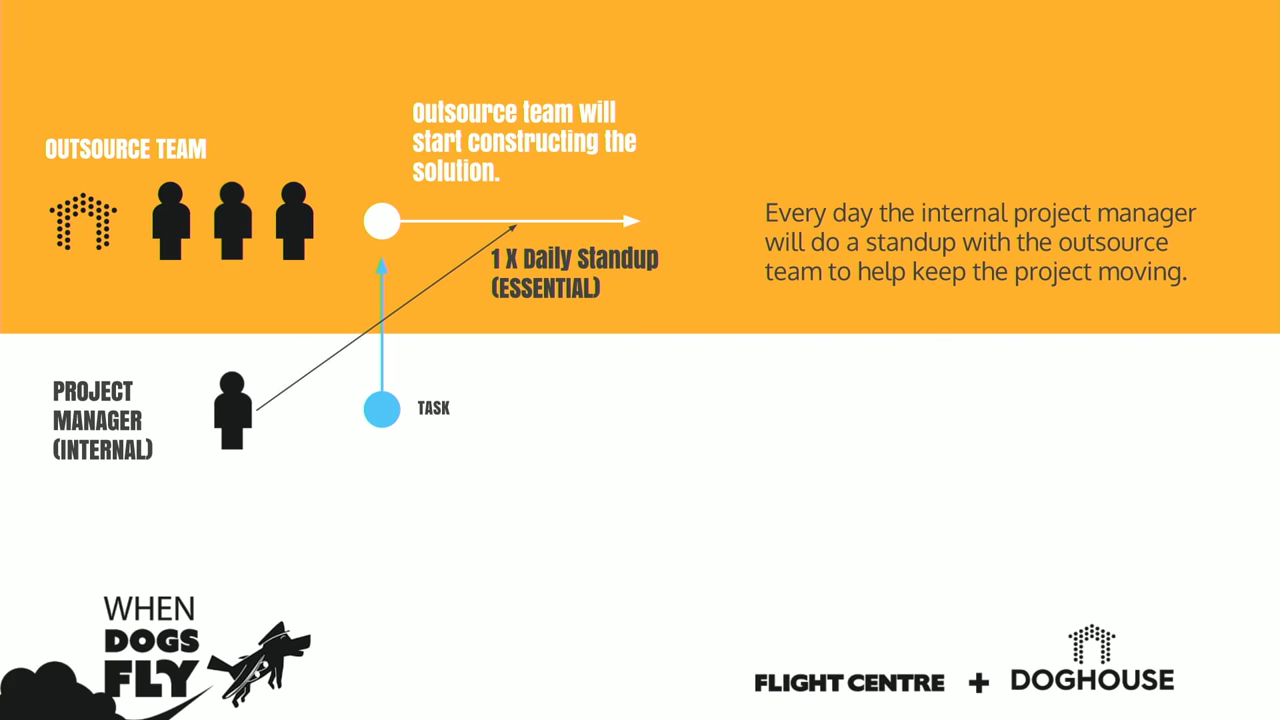 Outsource team will
start constructing the
solution.
OUTSOURCE TEAM
Every day the internal project manager
will do a standup with the outsource
team to help keep the project moving.
1 X Daily Standup
(ESSENTIAL)
PROJECT
MANAGER
(INTERNAL)
TASK
WHEN
DOGS
FLY
FLIGHT CENTRE + DOGHOUSE